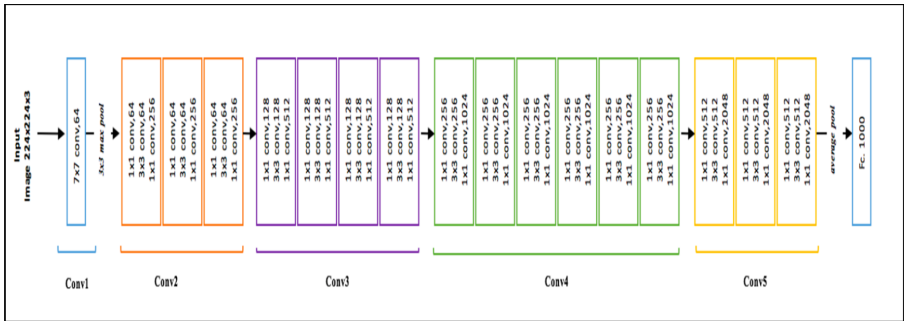 Input
Image 224x224x3
7x7 conv,64
3x3 max pool
1x1 conv,64
3x3 conv,64
1x1 conv,256
1x1 conv,64
3x3 conv,64
1x1 conv,256
1x1 conv,64
3x3 conv,64
1x1 conv,256
1x1 conv,128
3x3 conv,128
1x1 conv,512
1x1 conv,128
3x3 conv,128
1x1 conv,512
1x1 conv,128
3x3 conv,128
1x1 conv,512
1x1 conv,128
3x3 conv,128
1x1 conv,512
1x1 conv,256
3x3 conv,256
1x1 conv,1024
1x1 conv,256
3x3 conv,256
1x1 conv,1024
1x1 conv,256
3x3 conv,256
1x1 conv,1024
1x1 conv,256
3x3 conv,256
1x1 conv,1024
1x1 conv,256
3x3 conv,256
1x1 conv,1024
1x1 conv,256
3x3 conv,256
1x1 conv,1024
1x1 conv,512
3x3 conv,512
1x1 conv,2048
1x1 conv,512
3x3 conv,512
1x1 conv,2048
1x1 conv,512
3x3 conv,512
1x1 conv,2048
average pool
Fc. 1000
Conv1
Conv2
Conv3
Conv4
Conv5